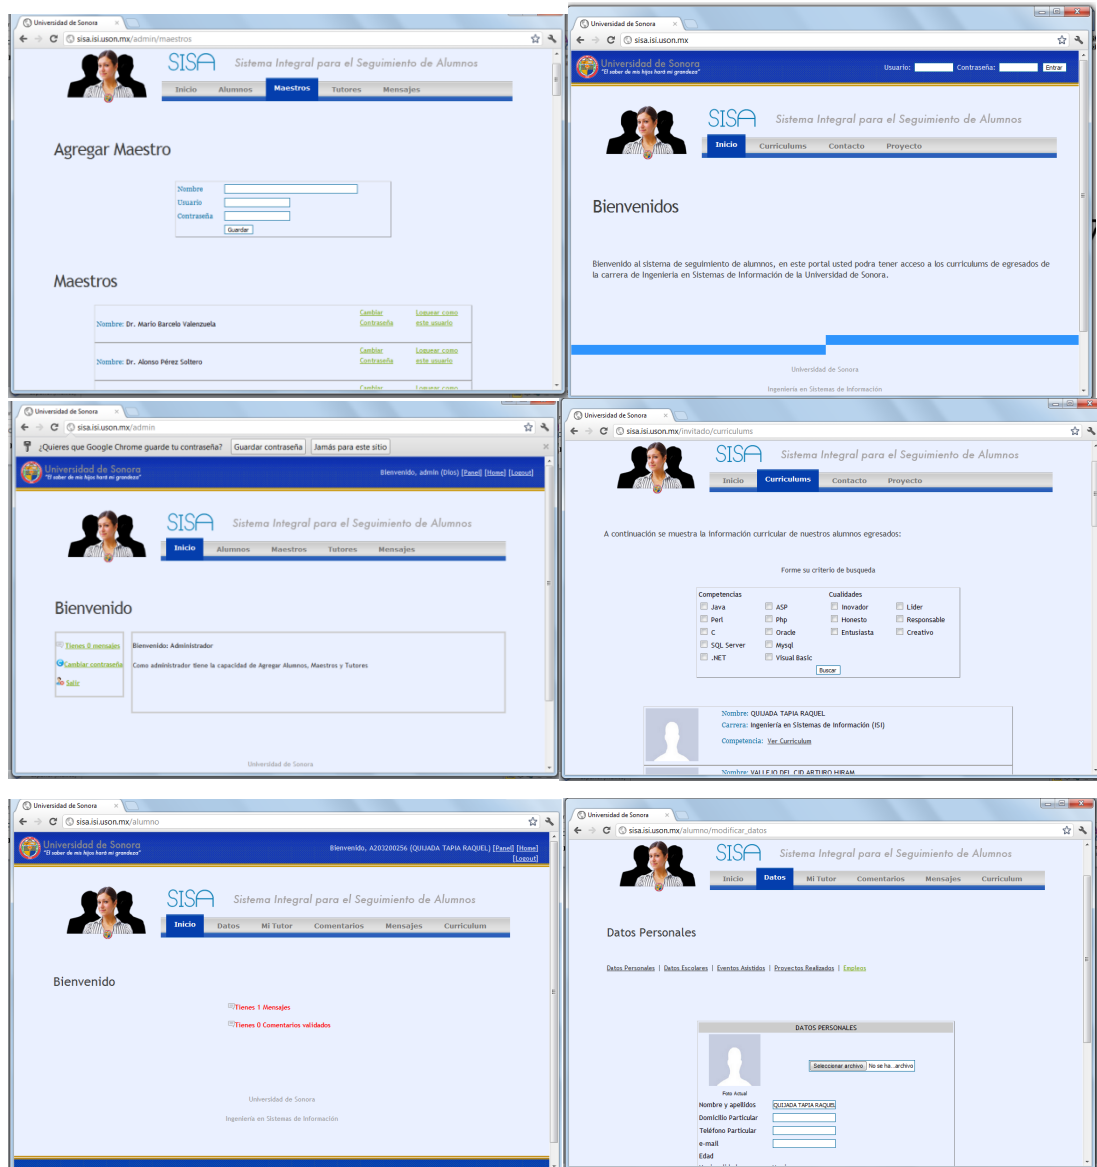 Universidad de Sonora
sisa.isi.uson.mx/admin/maestros
SISA Sistema Integral para el Seguimiento de Alumnos
Inicio Alumnos Maestros Tutores Mensajes
Agregar Maestro
Nombre
Usuario
Contraseña
Guardar
Maestros
Nombre: Dr. Mario Barcelo Valenzuela
Cambiar Contraseña
Loguear como este usuario
Nombre: Dr. Alonso Pérez Soltero
Cambiar Contraseña
Loguear como este usuario
Cambiar
Loguear como
Universidad de Sonora
sisa.isi.uson.mx
Universidad de Sonora
"El saber de mis hijos hará mi grandeza"
Usuario: Contraseña: Entrar
SISA Sistema Integral para el Seguimiento de Alumnos
Inicio Curriculums Contacto Proyecto
Bienvenidos
Bienvenido al sistema de seguimiento de alumnos, en este portal usted podra tener acceso a los curriculums de egresados de
la carrera de Ingenieria en Sistemas de Información de la Universidad de Sonora.
Universidad de Sonora
Ingeniería en Sistemas de Información
Universidad de Sonora
sisa.isi.uson.mx/admin
¿Quieres que Google Chrome guarde tu contraseña? Guardar contraseña Jamás para este sitio
Universidad de Sonora
"El saber de mis hijos hará mi grandeza"
Bienvenido, admin (Dios) [Panel] [Home] [Logout]
SISA Sistema Integral para el Seguimiento de Alumnos
Inicio Alumnos Maestros Tutores Mensajes
Bienvenido
Tienes 0 mensajes
Cambiar contraseña
Salir
Bienvenido: Administrador
Como administrador tiene la capacidad de Agregar Alumnos, Maestros y Tutores
Universidad de Sonora
Universidad de Sonora
sisa.isi.uson.mx/invitado/curriculums
SISA Sistema Integral para el Seguimiento de Alumnos
Inicio Curriculums Contacto Proyecto
A continuación se muestra la información curricular de nuestros alumnos egresados:
Forme su criterio de busqueda
Competencias Cualidades
Java ASP Inovador Lider
Perl Php Honesto Responsable
C Oracle Entusiasta Creativo
SQL Server Mysql
.NET Visual Basic
Buscar
Nombre: QUIJADA TAPIA RAQUEL
Carrera: Ingeniería en Sistemas de Información (ISI)
Competencia: Ver Curriculum
Nombre: VALLEJO DEL CID ARTURO HIRAM
Universidad de Sonora
sisa.isi.uson.mx/alumno
Universidad de Sonora
"El saber de mis hijos hará mi grandeza"
Bienvenido, A203200256 (QUIJADA TAPIA RAQUEL) [Panel] [Home]
[Logout]
SISA Sistema Integral para el Seguimiento de Alumnos
Inicio Datos Mi Tutor Comentarios Mensajes Curriculum
Bienvenido
Tienes 1 Mensajes
Tienes 0 Comentarios validados
Universidad de Sonora
Ingeniería en Sistemas de Información
Universidad de Sonora
sisa.isi.uson.mx/alumno/modificar_datos
SISA Sistema Integral para el Seguimiento de Alumnos
Inicio Datos Mi Tutor Comentarios Mensajes Curriculum
Datos Personales
Datos Personales | Datos Escolares | Eventos Asistidos | Proyectos Realizados | Empleos
DATOS PERSONALES
Seleccionar archivo No se ha...archivo
Foto Actual
Nombre y apellidos QUIJADA TAPIA RAQUEL
Domicilio Particular
Teléfono Particular
e-mail
Edad